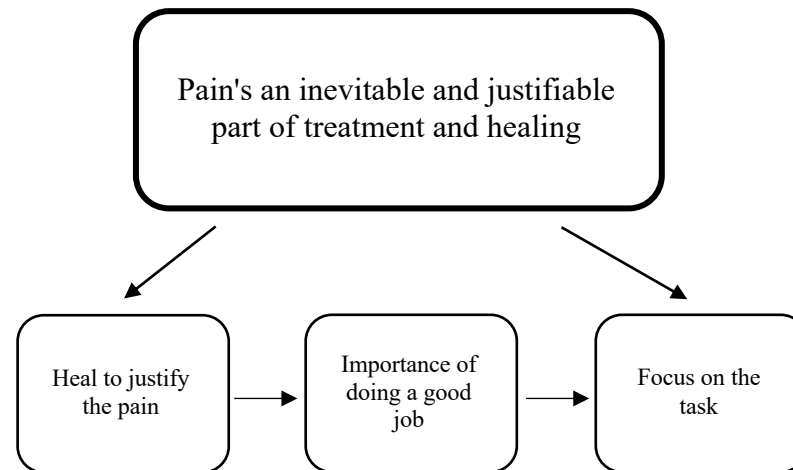 Pain's an inevitable and justifiable
part of treatment and healing
Heal to justify
the pain
Importance of
doing a good
job
Focus on the
task